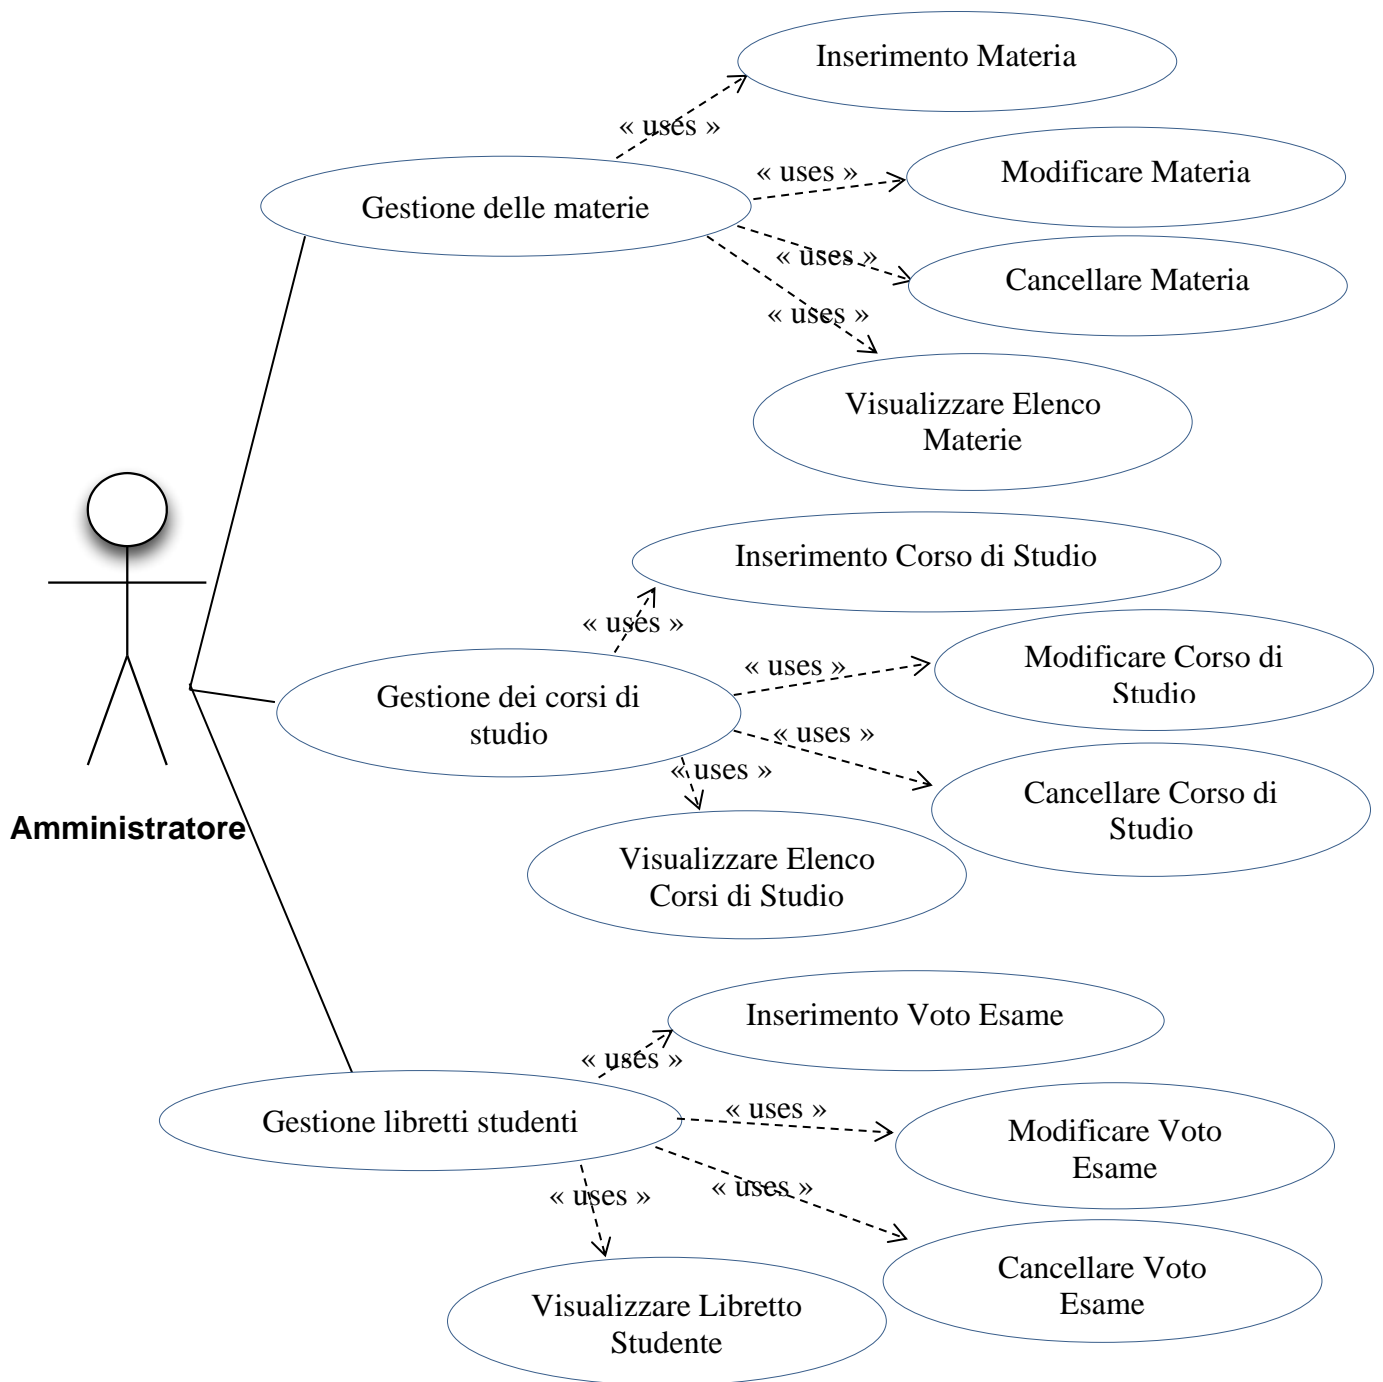 Inserimento Materia
« uses »
« uses »
Modificare Materia
Gestione delle materie
« uses »
Cancellare Materia
« uses »
Visualizzare Elenco
Materie
Inserimento Corso di Studio
« uses »
« uses »
Modificare Corso di
Studio
Gestione dei corsi di
studio
« uses »
« uses »
Cancellare Corso di
Studio
Amministratore
Visualizzare Elenco
Corsi di Studio
Inserimento Voto Esame
« uses »
« uses »
Gestione libretti studenti
Modificare Voto
Esame
« uses »
« uses »
Cancellare Voto
Esame
Visualizzare Libretto
Studente